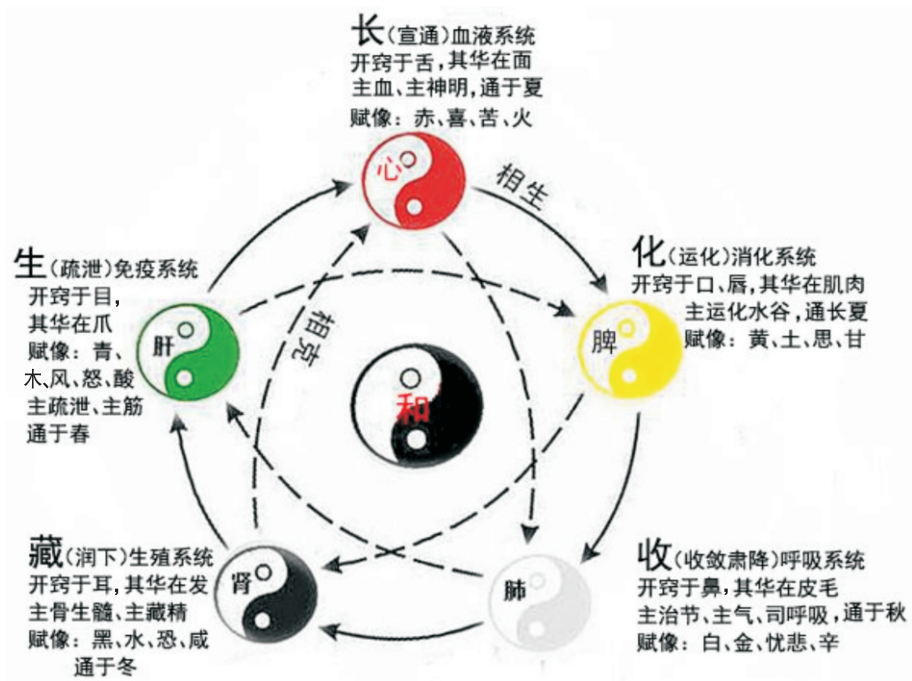 长（宣通）血液系统
开窍于舌，其华在面
主血、主神明，通于夏
赋像：赤、喜、苦、火
心
相生
化（运化）消化系统
开窍于口、唇，其华在肌肉
主运化水谷，通长夏
赋像：黄、土、思、甘
脾
生（疏泄）免疫系统
开窍于目，
其华在爪
赋像：青、
木、风、怒、酸
主疏泄、主筋
通于春
肝
相克
和
藏（润下）生殖系统
开窍于耳，其华在发
主骨生髓、主藏精
赋像：黑、水、恐、咸
通于冬
肾
肺
收（收敛肃降）呼吸系统
开窍于鼻，其华在皮毛
主治节、主气、司呼吸，通于秋
赋像：白、金、忧悲、辛